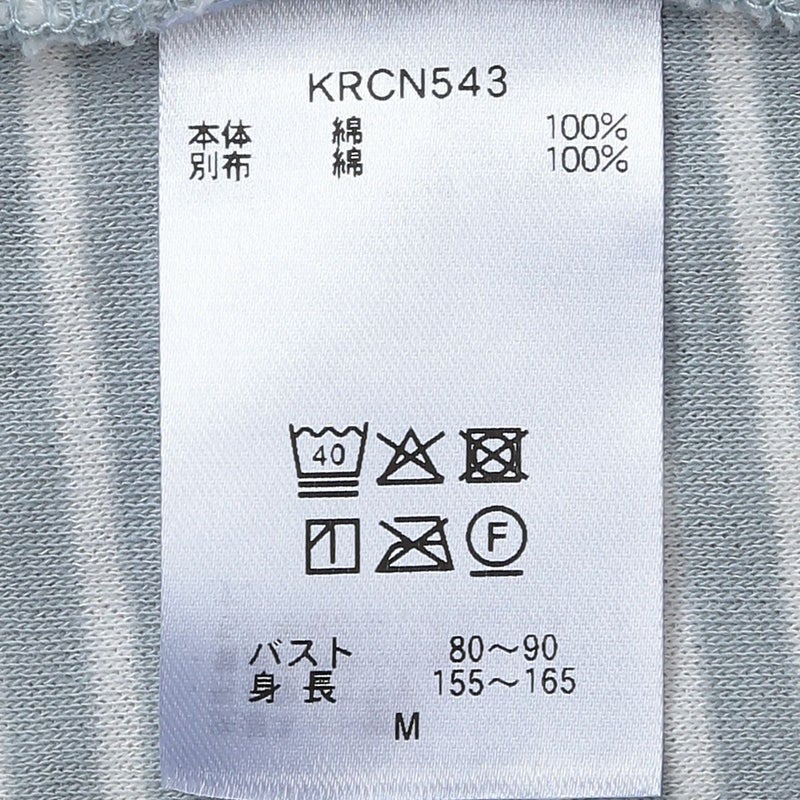 KRCN543
本体 綿 100%
別布 綿 100%
40
F
バスト 80～90
身長 155～165
M